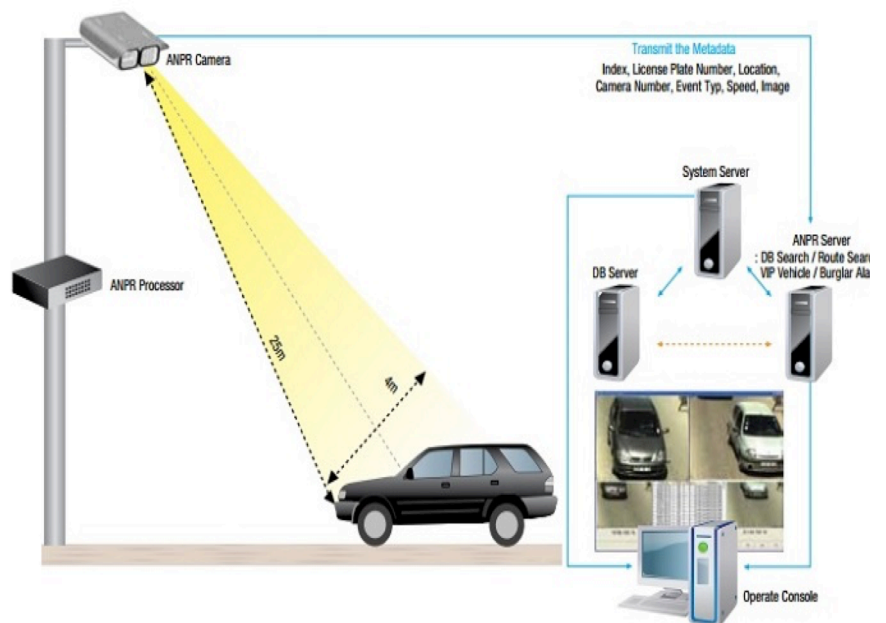 ANPR Camera
Transmit the Metadata
Index, License Plate Number, Location,
Camera Number, Event Typ, Speed, Image
System Server
ANPR Server
: DB Search / Route Sear
VIP Vehicle / Burglar Ala
DB Server
ANPR Processor
25m
4m
Operate Console